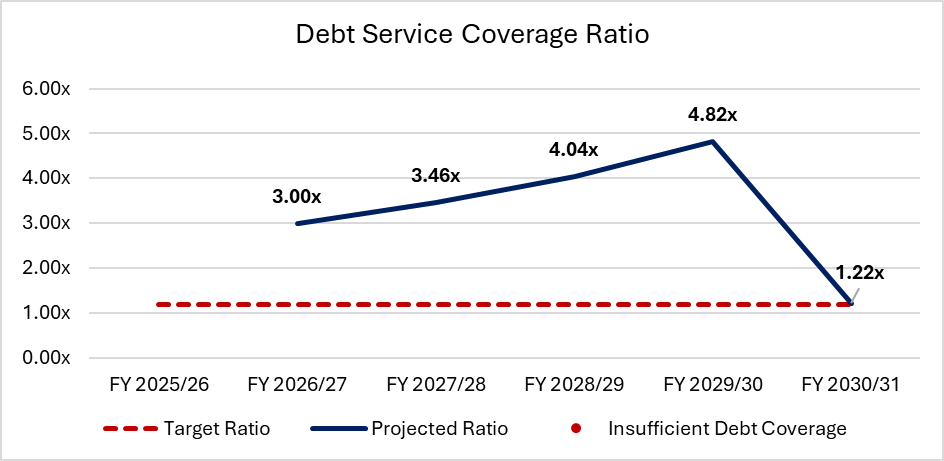 Debt Service Coverage Ratio
6.00x
5.00x
4.00x
3.00x
2.00x
1.00x
0.00x
3.00x
3.46x
4.04x
4.82x
1.22x
FY 2025/26 FY 2026/27 FY 2027/28 FY 2028/29 FY 2029/30 FY 2030/31
Target Ratio Projected Ratio Insufficient Debt Coverage